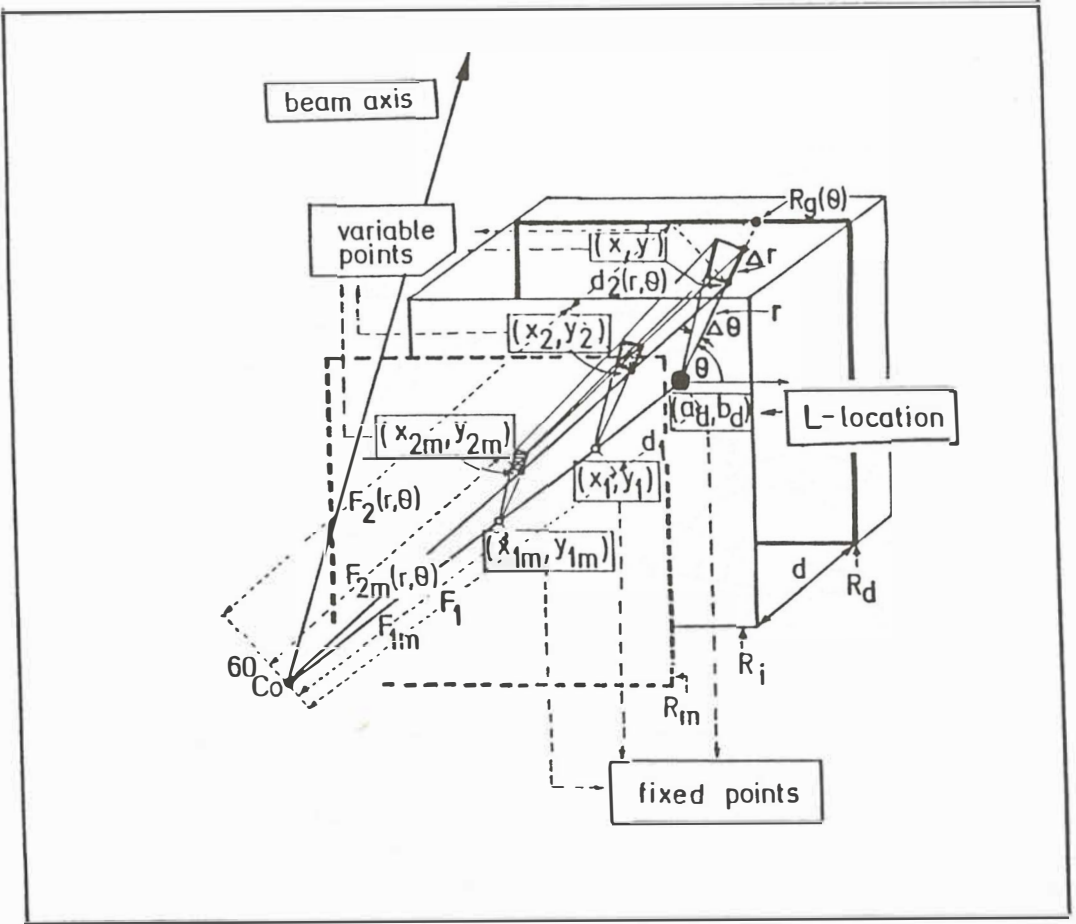 beam axis
Rg(θ)
variable
points
(x,y)
Δr
d2(r,θ)
r
(x2,y2)
Δθ
θ
(ad,bd)
L-location
(x2m,y2m)
d
(x1,y1)
F2(r,θ)
(x1m,y1m)
F2m(r,θ)
F1
d
Rd
F1m
60
Co
Ri
Rm
fixed points